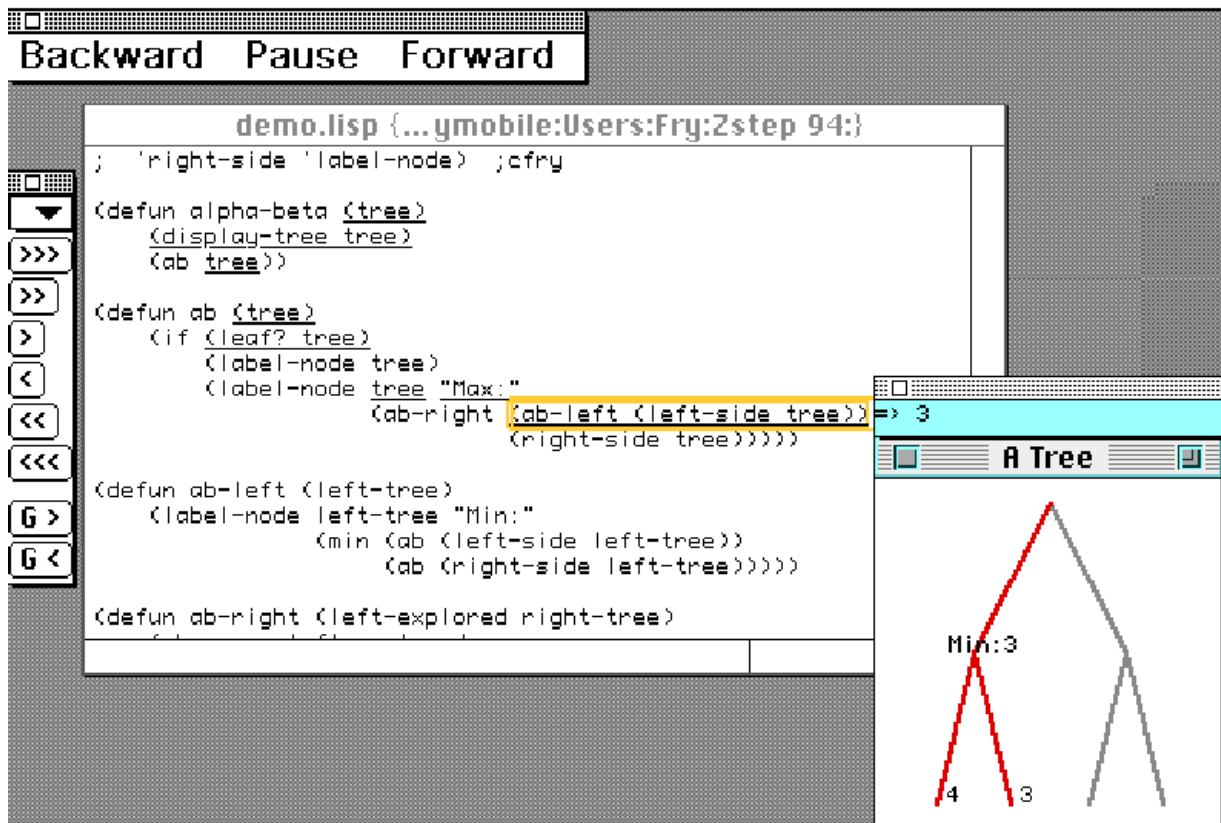 Backward Pause Forward
demo.lisp {...ymobile:Users:Fry:Zstep 94:}
; 'right-side 'label-node) ;cfry
(defun alpha-beta (tree)
(display-tree tree)
(ab tree))
(defun ab (tree)
(if (leaf? tree)
(label-node tree)
(label-node tree "Max:"
(ab-right (ab-left (left-side tree))
(right-side tree)))))
(defun ab-left (left-tree)
(label-node left-tree "Min:"
(min (ab (left-side left-tree))
(ab (right-side left-tree)))))
(defun ab-right (left-explored right-tree)
>>>
>>
>
<
<<
<<<
G >
G <
=> 3
A Tree
Min:3
4 3